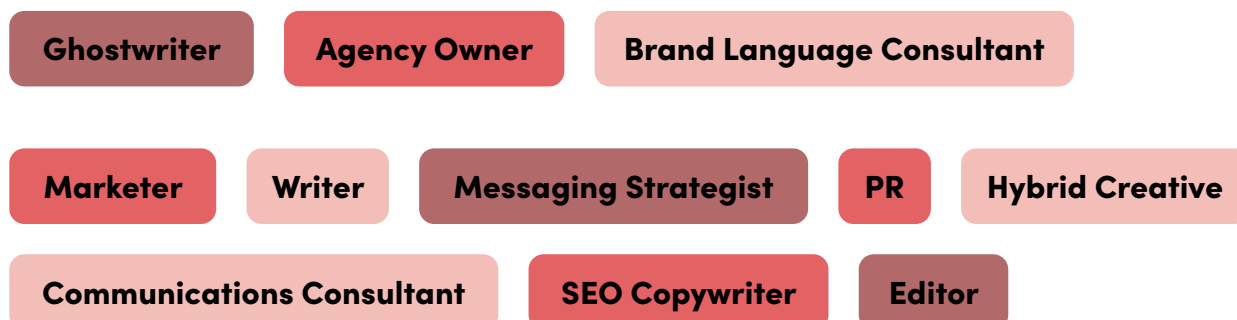 Ghostwriter Agency Owner Brand Language Consultant
Marketer Writer Messaging Strategist PR Hybrid Creative
Communications Consultant SEO Copywriter Editor